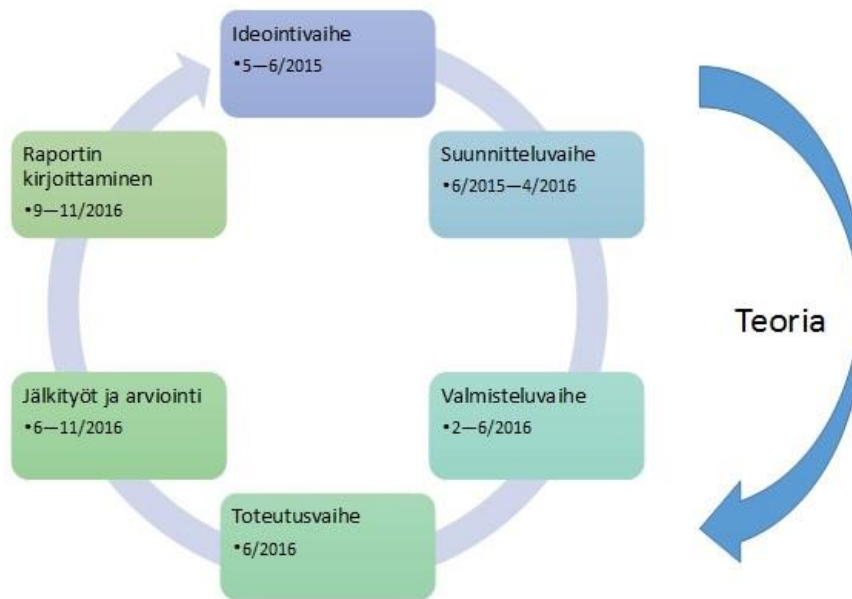 Ideointivaihe
•5—6/2015
Suunnitteluvaihe
•6/2015—4/2016
Valmisteluvaihe
•2—6/2016
Toteutusvaihe
•6/2016
Jälkityöt ja arviointi
•6—11/2016
Raportin
kirjoittaminen
•9—11/2016
Teoria